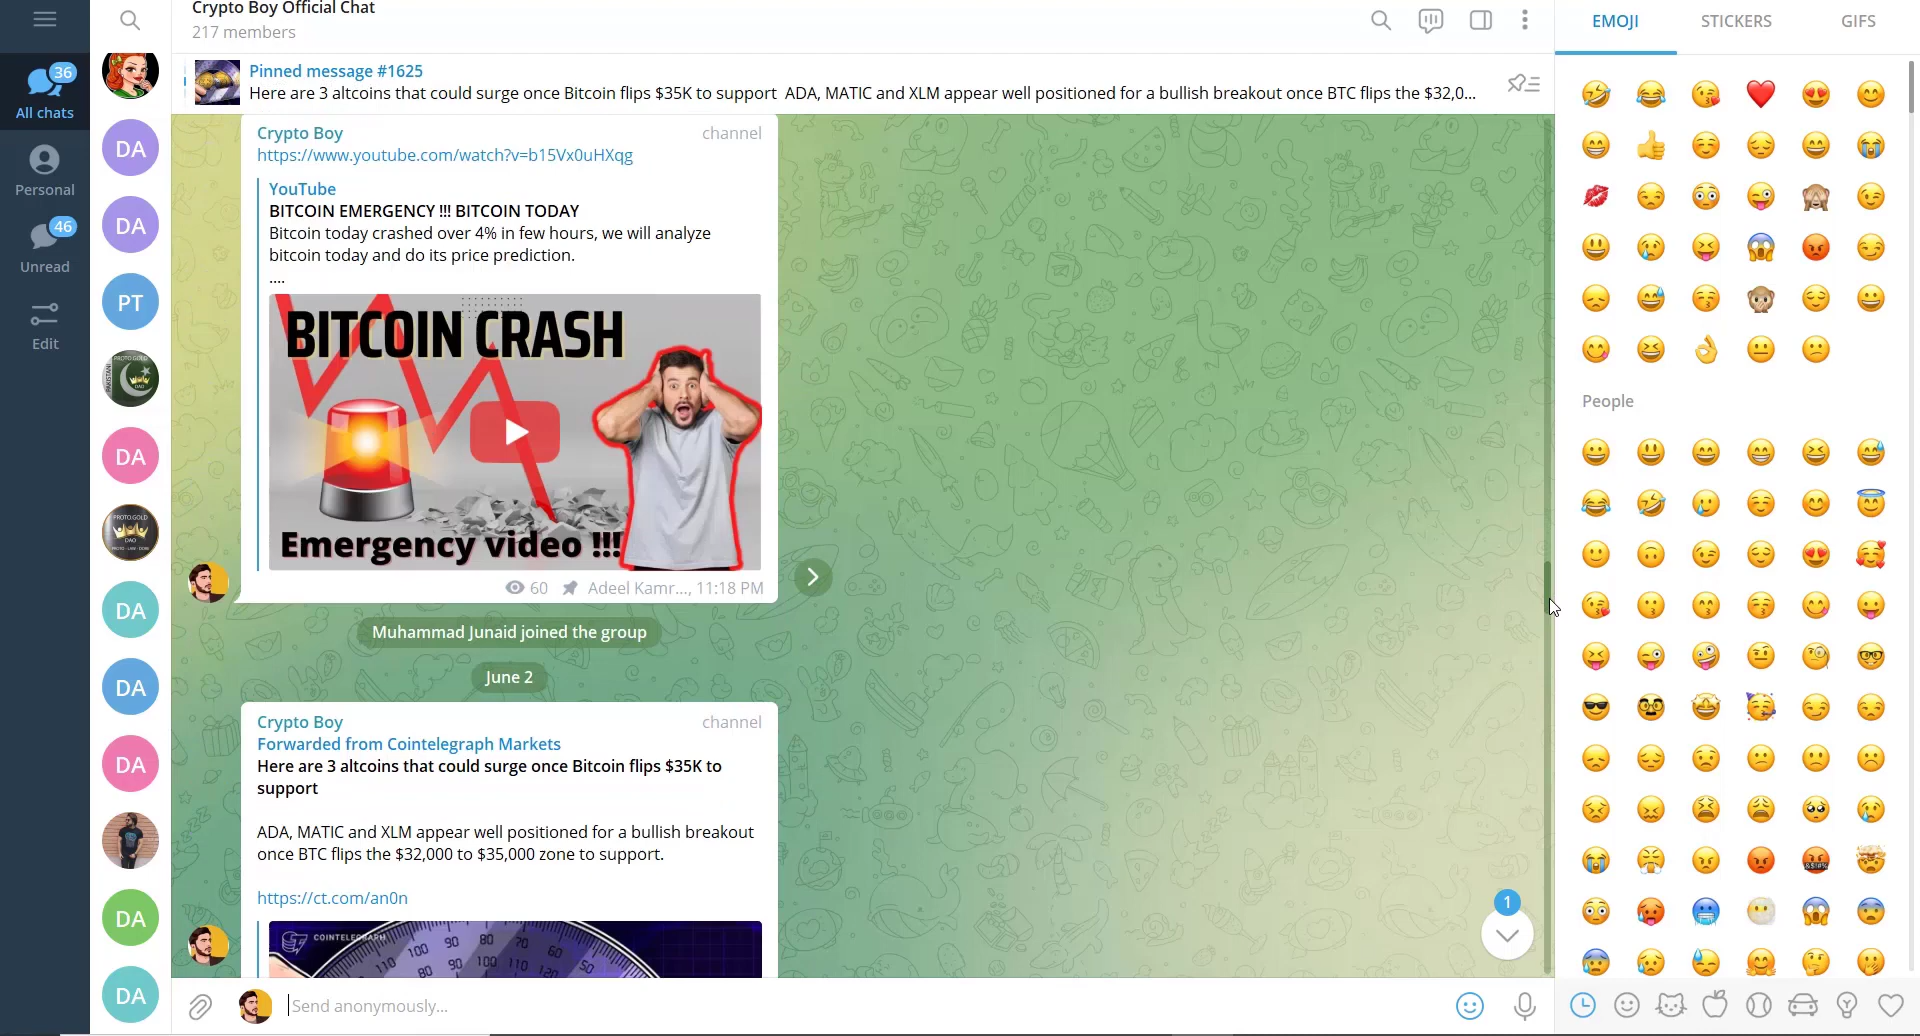 Crypto Boy Official Chat
217 members
EMOJI
STICKERS
GIFS
36
All chats
Personal
46
Unread
Edit
DA
DA
PT
DA
DA
DA
DA
DA
DA
Pinned message #1625
Here are 3 altcoins that could surge once Bitcoin flips $35K to support ADA, MATIC and XLM appear well positioned for a bullish breakout once BTC flips the $32,0...
Crypto Boy
channel
https://www.youtube.com/watch?v=b15Vx0uHXqg
YouTube
BITCOIN EMERGENCY !!! BITCOIN TODAY
Bitcoin today crashed over 4% in few hours, we will analyze
bitcoin today and do its price prediction.
....
BITCOIN CRASH
Emergency video !!!
60
Adeel Kamr..., 11:18 PM
Muhammad Junaid joined the group
June 2
Crypto Boy
channel
Forwarded from Cointelegraph Markets
Here are 3 altcoins that could surge once Bitcoin flips $35K to
support
ADA, MATIC and XLM appear well positioned for a bullish breakout
once BTC flips the $32,000 to $35,000 zone to support.
https://ct.com/an0n
COINTELEGRAPH
1
Send anonymously...
People